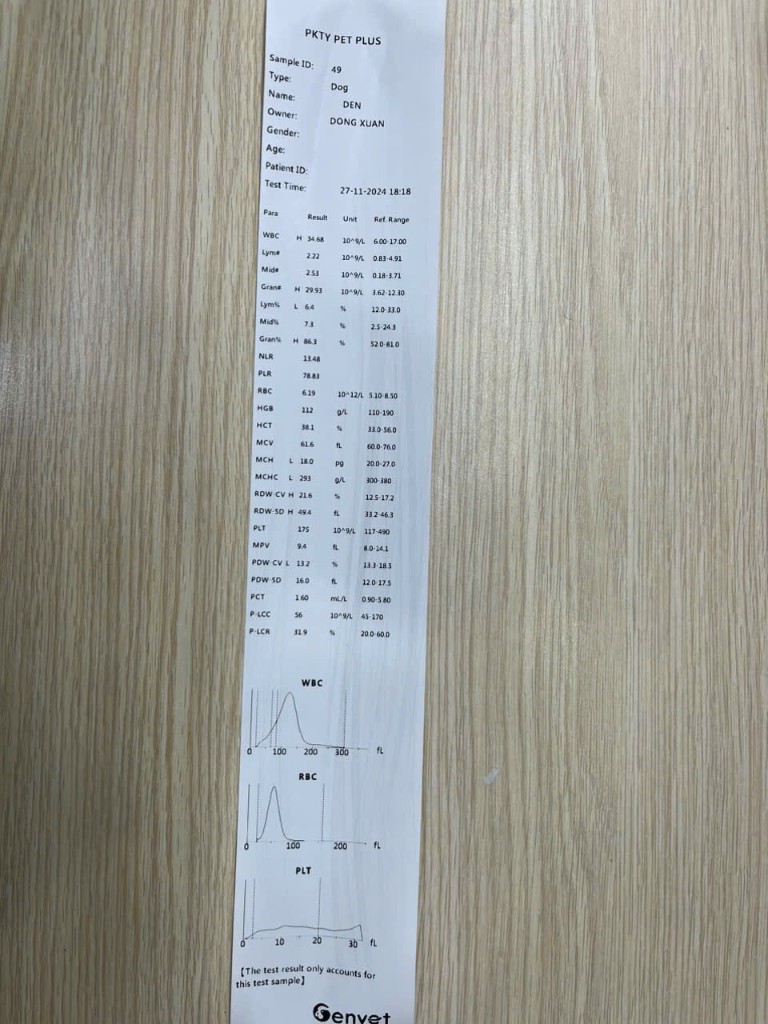 PKTY PET PLUS
Sample ID: 49
Type: Dog
Name: DEN
Owner: DONG XUAN
Gender:
Age:
Patient ID:
Test Time: 27-11-2024 18:18
Para Result Unit Ref. Range
WBC H 34.68 10^9/L 6.00-17.00
Lym# 2.22 10^9/L 0.83-4.91
Mid# 2.53 10^9/L 0.18-3.71
Gran# H 29.93 10^9/L 3.62-12.30
Lym% L 6.4 % 12.0-33.0
Mid% 7.3 % 2.5-24.3
Gran% H 86.3 % 52.0-81.0
NLR 13.48
PLR 78.83
RBC 6.19 10^12/L 5.10-8.50
HGB 112 g/L 110-190
HCT 38.1 % 33.0-56.0
MCV 61.6 fL 60.0-76.0
MCH L 18.0 pg 20.0-27.0
MCHC L 293 g/L 300-380
RDW-CV H 21.6 % 12.5-17.2
RDW-SD H 49.4 fL 33.2-46.3
PLT 175 10^9/L 117-490
MPV 9.4 fL 8.0-14.1
PDW-CV L 13.2 % 13.3-18.5
PDW-SD 16.0 fL 12.0-17.5
PCT 1.60 mL/L 0.90-5.80
P-LCC 56 10^9/L 45-170
P-LCR 31.9 % 20.0-60.0
WBC
0 100 200 300 fL
RBC
0 100 200 fL
PLT
0 10 20 30 fL
【The test result only accounts for
this test sample】
Genvet